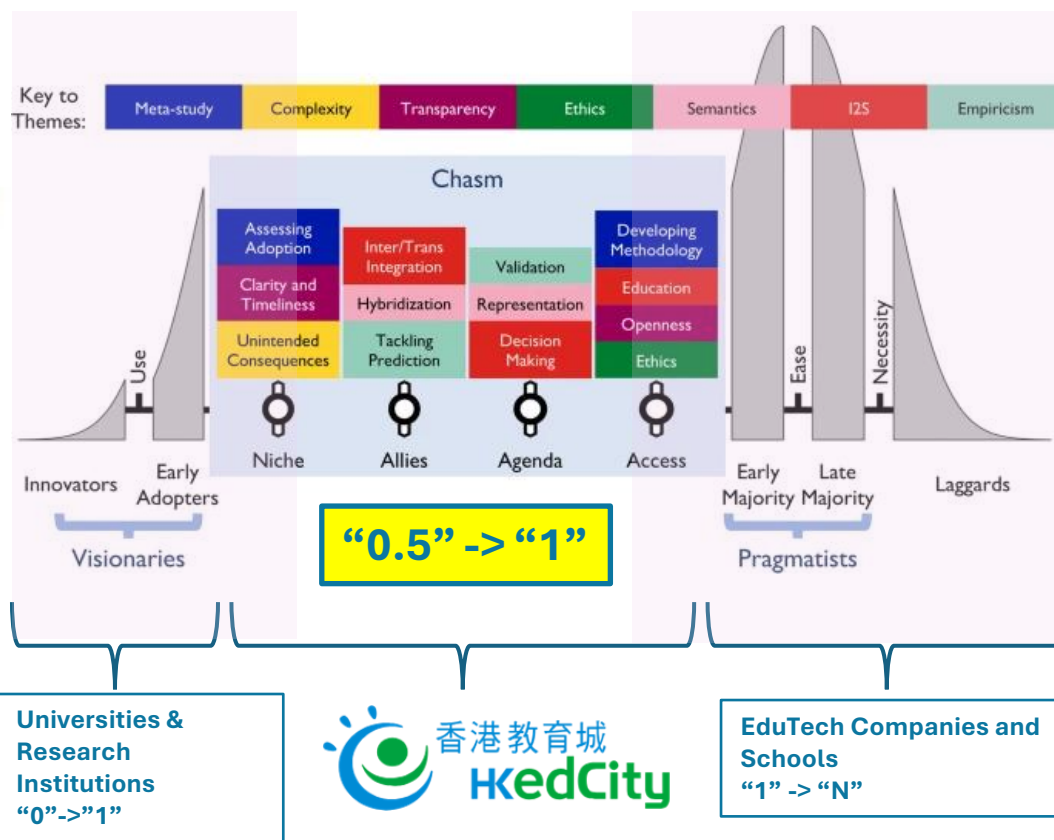 Key to
Themes:
Meta-study
Complexity
Transparency
Ethics
Semantics
I2S
Empiricism
Chasm
Assessing
Adoption
Clarity and
Timeliness
Unintended
Consequences
Inter/Trans
Integration
Hybridization
Tackling
Prediction
Validation
Representation
Decision
Making
Developing
Methodology
Education
Openness
Ethics
Use
Ease
Necessity
Niche
Allies
Agenda
Access
Innovators
Early
Adopters
Early
Majority
Late
Majority
Laggards
Visionaries
Pragmatists
“0.5” -> “1”
Universities &
Research
Institutions
“0”->”1”
香港教育城
HKedCity
EduTech Companies and
Schools
“1” -> “N”